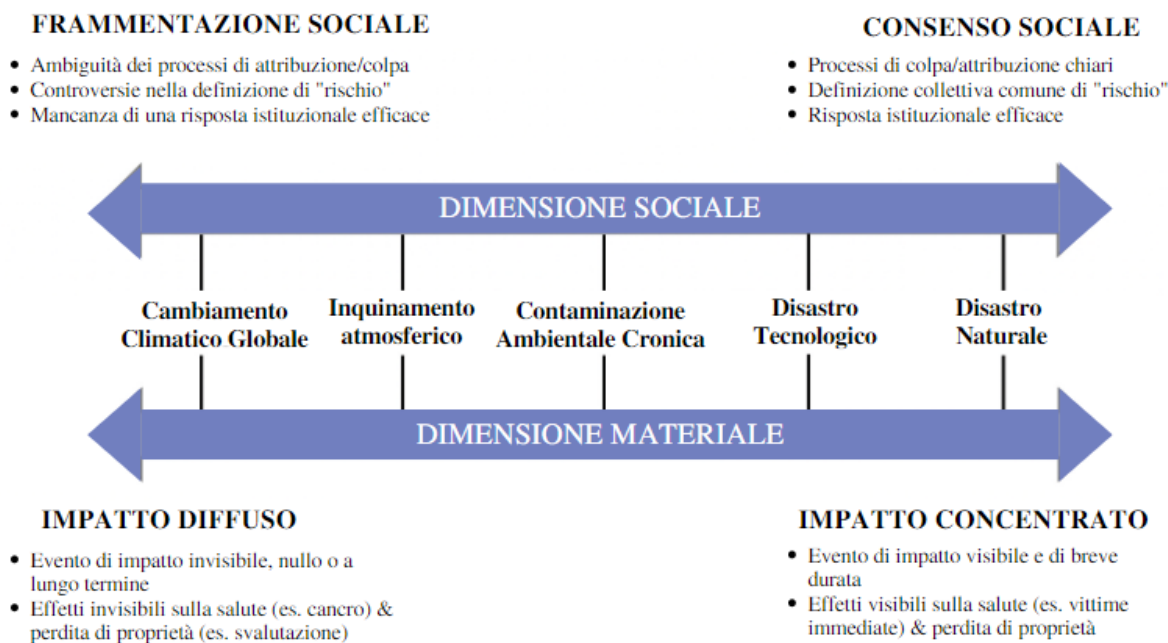 FRAMMENTAZIONE SOCIALE
• Ambiguità dei processi di attribuzione/colpa
• Controversie nella definizione di "rischio"
• Mancanza di una risposta istituzionale efficace
CONSENSO SOCIALE
• Processi di colpa/attribuzione chiari
• Definizione collettiva comune di "rischio"
• Risposta istituzionale efficace
DIMENSIONE SOCIALE
Cambiamento
Climatico Globale
Inquinamento
atmosferico
Contaminazione
Ambientale Cronica
Disastro
Tecnologico
Disastro
Naturale
DIMENSIONE MATERIALE
IMPATTO DIFFUSO
• Evento di impatto invisibile, nullo o a
lungo termine
• Effetti invisibili sulla salute (es. cancro) &
perdita di proprietà (es. svalutazione)
IMPATTO CONCENTRATO
• Evento di impatto visibile e di breve
durata
• Effetti visibili sulla salute (es. vittime
immediate) & perdita di proprietà